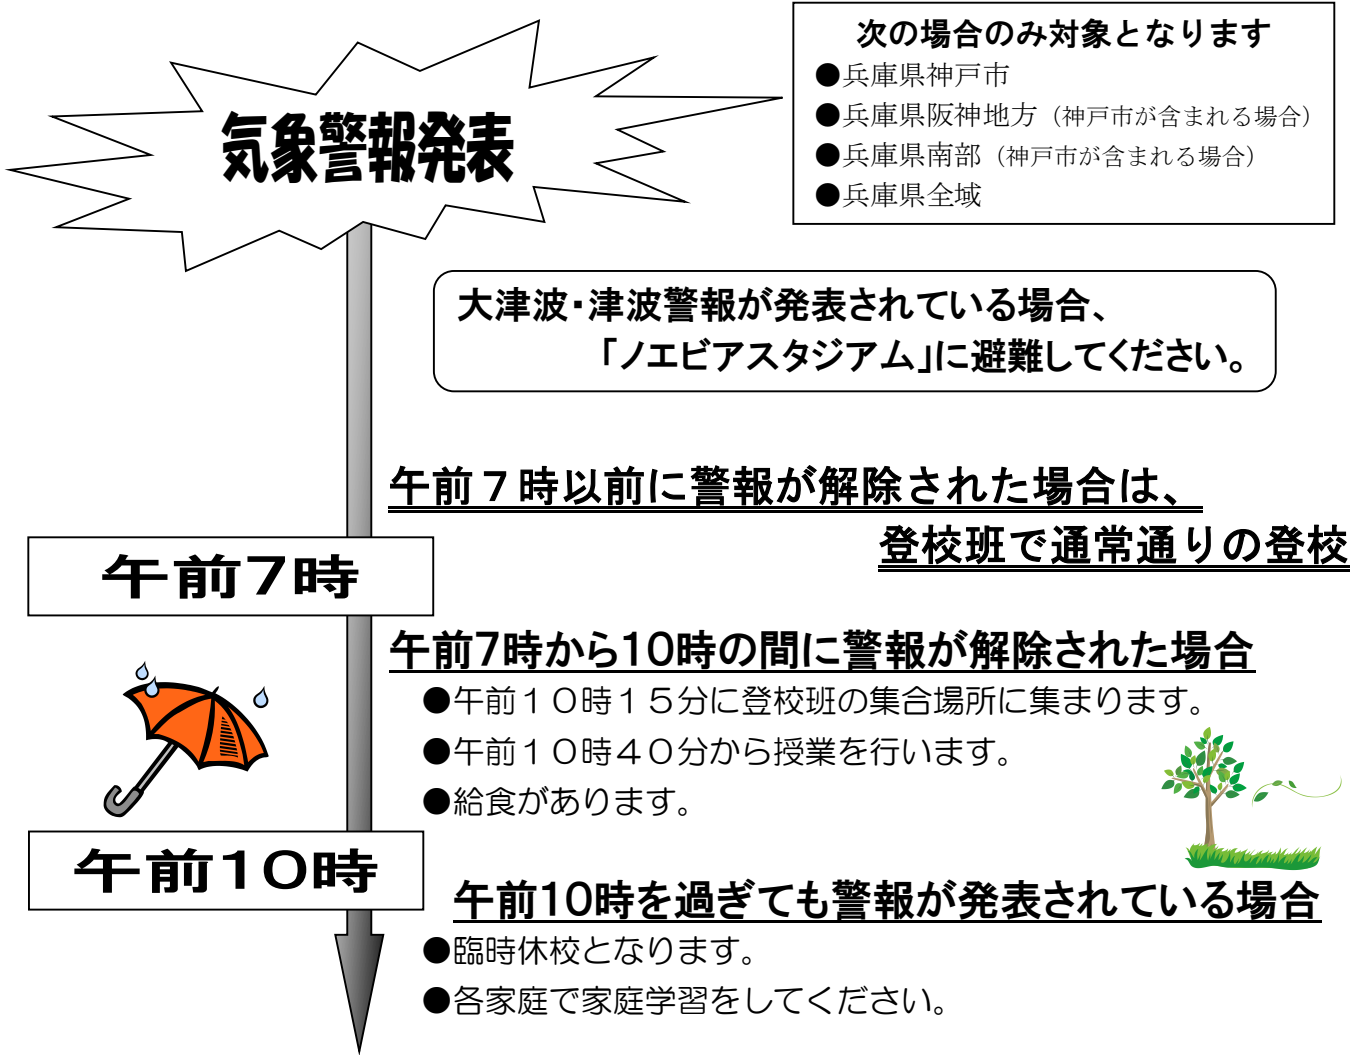 気象警報発表
次の場合のみ対象となります
●兵庫県神戸市
●兵庫県阪神地方（神戸市が含まれる場合）
●兵庫県南部（神戸市が含まれる場合）
●兵庫県全域
大津波・津波警報が発表されている場合、
「ノエビアスタジアム」に避難してください。
午前７時以前に警報が解除された場合は、
登校班で通常通りの登校
午前7時
午前7時から10時の間に警報が解除された場合
●午前１０時１５分に登校班の集合場所に集まります。
●午前１０時４０分から授業を行います。
●給食があります。
午前10時
午前10時を過ぎても警報が発表されている場合
●臨時休校となります。
●各家庭で家庭学習をしてください。